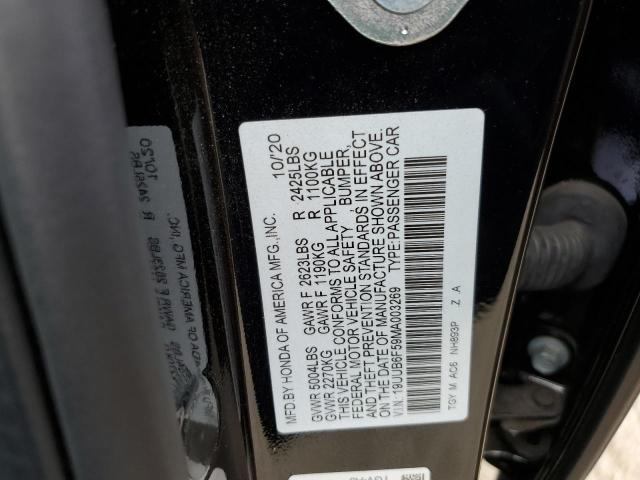 MFD BY HONDA OF AMERICA MFG., INC. 10/20
GVWR 5004LBS GAWR F 2623LBS R 2425LBS
GVWR 2270KG GAWR F 1190KG R 1100KG
THIS VEHICLE CONFORMS TO ALL APPLICABLE
FEDERAL MOTOR VEHICLE SAFETY BUMPER,
AND THEFT PREVENTION STANDARDS IN EFFECT
ON THE DATE OF MANUFACTURE SHOWN ABOVE.
VIN: 19UUB6F59MA003269 TYPE:PASSENGER CAR
TGY M AC6 NH893P Z A